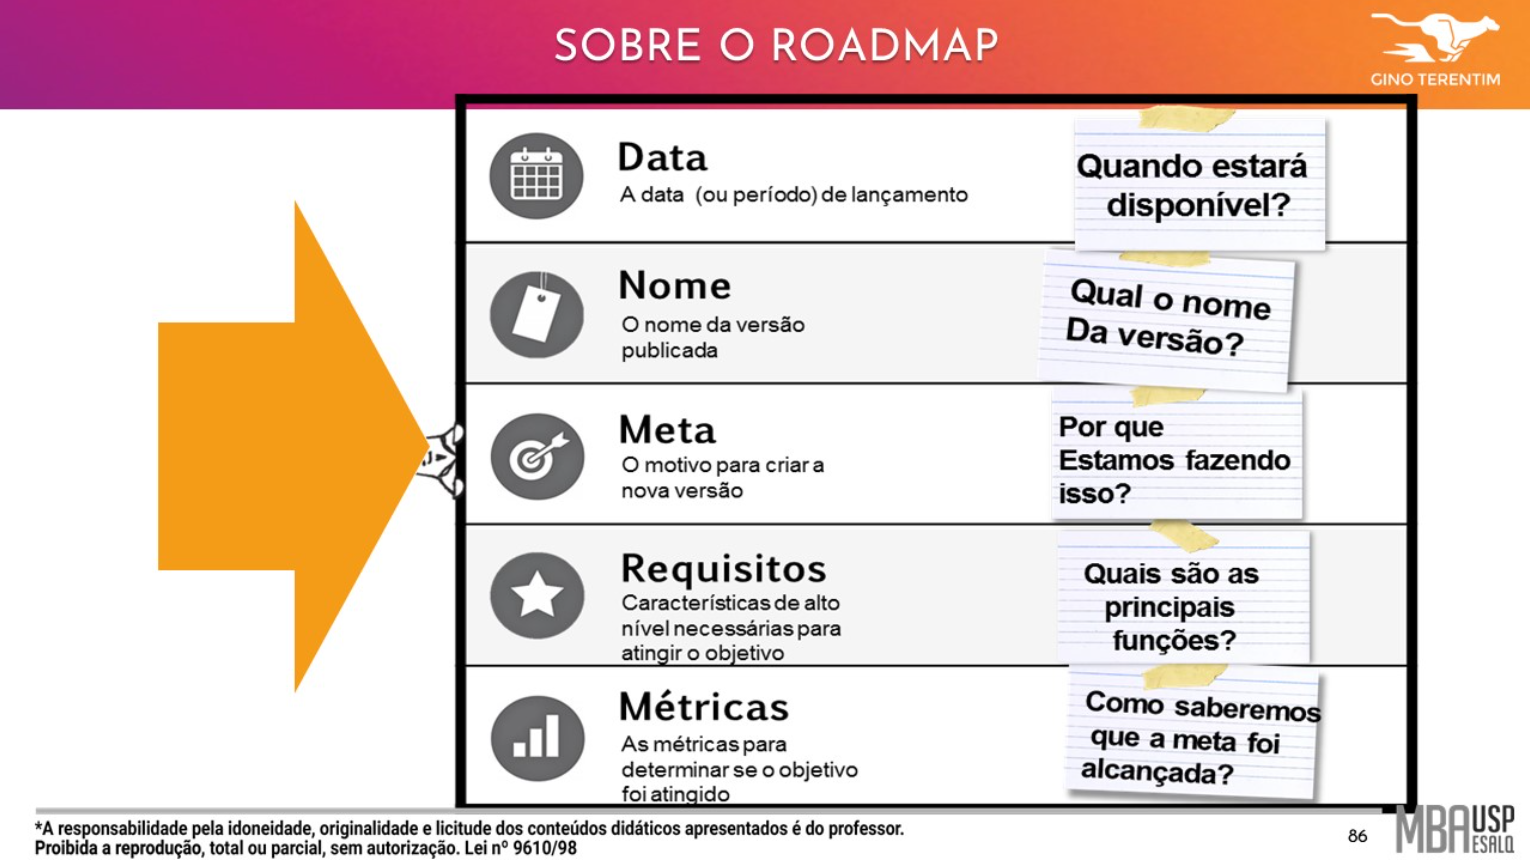 SOBRE O ROADMAP
GINO TERENTIM
Data
A data (ou período) de lançamento
Quando estará
disponível?
Nome
O nome da versão
publicada
Qual o nome
Da versão?
Meta
O motivo para criar a
nova versão
Por que
Estamos fazendo
isso?
Requisitos
Características de alto
nível necessárias para
atingir o objetivo
Quais são as
principais
funções?
Métricas
As métricas para
determinar se o objetivo
foi atingido
Como saberemos
que a meta foi
alcançada?
*A responsabilidade pela idoneidade, originalidade e licitude dos conteúdos didáticos apresentados é do professor.
Proibida a reprodução, total ou parcial, sem autorização. Lei nº 9610/98
86
MBAUSP
ESALQ